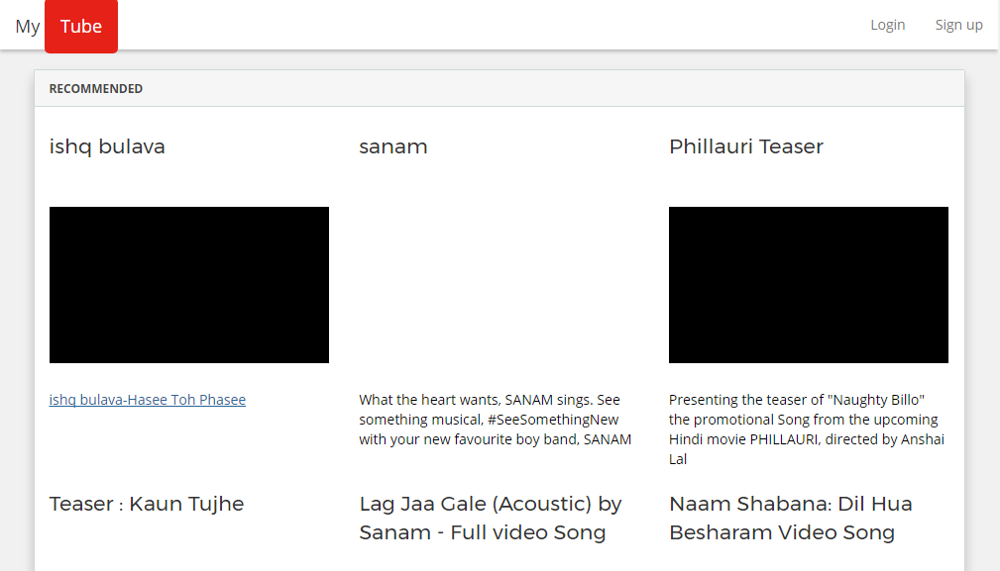 My Tube Login Sign up
RECOMMENDED
ishq bulava
sanam
Phillauri Teaser
ishq bulava-Hasee Toh Phasee
What the heart wants, SANAM sings. See
something musical, #SeeSomethingNew
with your new favourite boy band, SANAM
Presenting the teaser of "Naughty Billo"
the promotional Song from the upcoming
Hindi movie PHILLAURI, directed by Anshai
Lal
Teaser : Kaun Tujhe
Lag Jaa Gale (Acoustic) by
Sanam - Full video Song
Naam Shabana: Dil Hua
Besharam Video Song